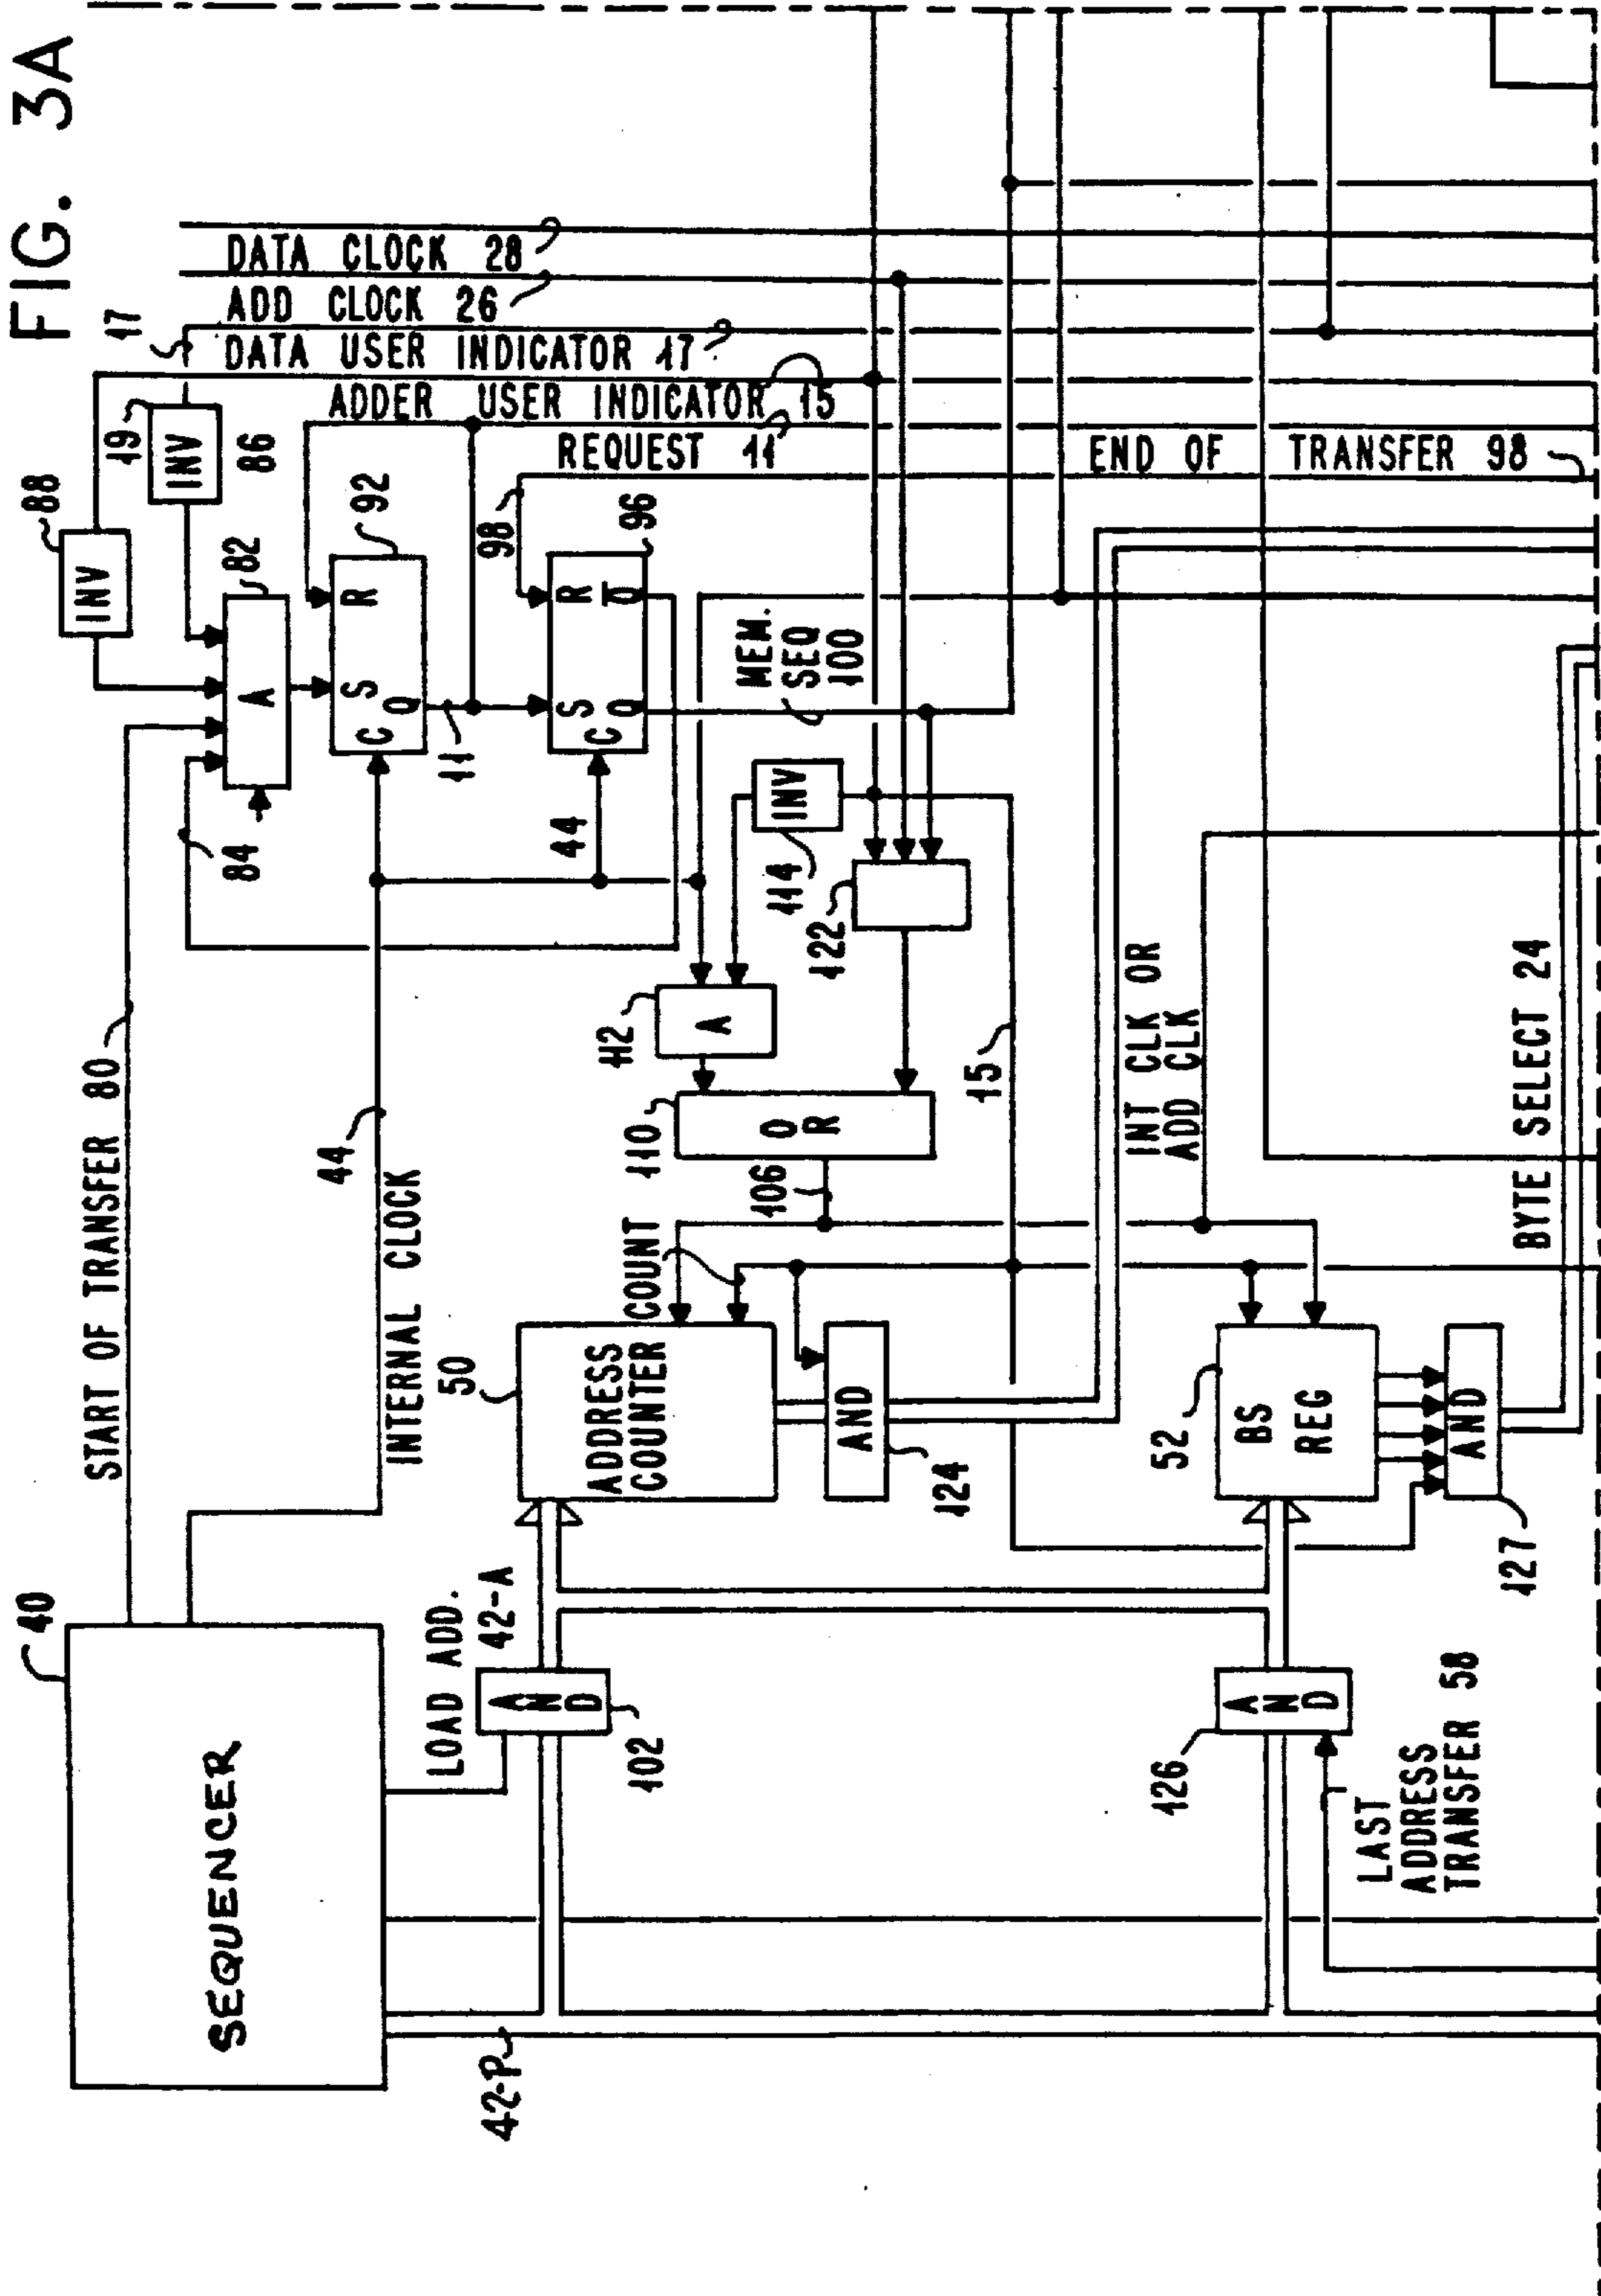 FIG. 3A
DATA CLOCK 28
ADD CLOCK 26
DATA USER INDICATOR 17
ADDER USER INDICATOR 15
REQUEST 11
END OF TRANSFER 98
17
19
INV
86
88
INV
82
A
84
92
S R
C Q
11
98
96
S R
C Q Q
44
MEM.
SEQ
100
START OF TRANSFER 80
44
INTERNAL CLOCK
40
SEQUENCER
INV
114
122
112
A
110
OR
106
15
COUNT
50
ADDRESS
COUNTER
AND
124
INT CLK OR
ADD CLK
BYTE SELECT 24
52
BS
REG
AND
127
LOAD ADD.
42-A
AND
102
126
AND
LAST
ADDRESS
TRANSFER 58
42-P